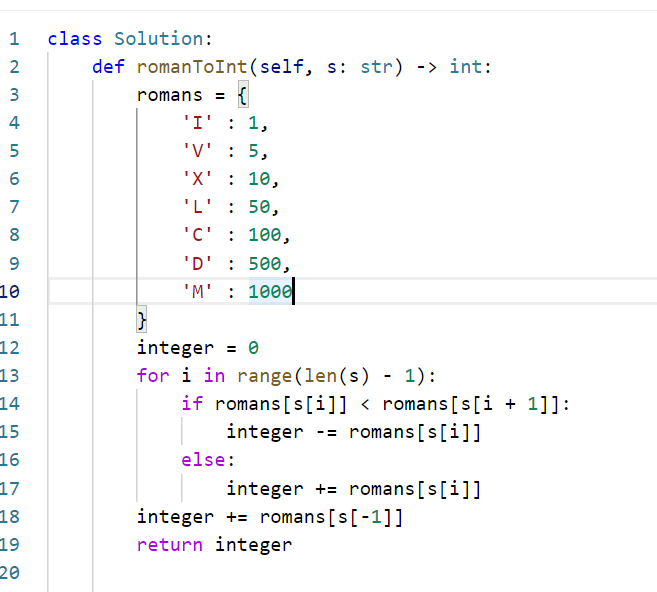 1 class Solution:
2     def romanToInt(self, s: str) -> int:
3         romans = {
4             'I' : 1,
5             'V' : 5,
6             'X' : 10,
7             'L' : 50,
8             'C' : 100,
9             'D' : 500,
10             'M' : 1000
11         }
12         integer = 0
13         for i in range(len(s) - 1):
14             if romans[s[i]] < romans[s[i + 1]]:
15                 integer -= romans[s[i]]
16             else:
17                 integer += romans[s[i]]
18         integer += romans[s[-1]]
19         return integer
20